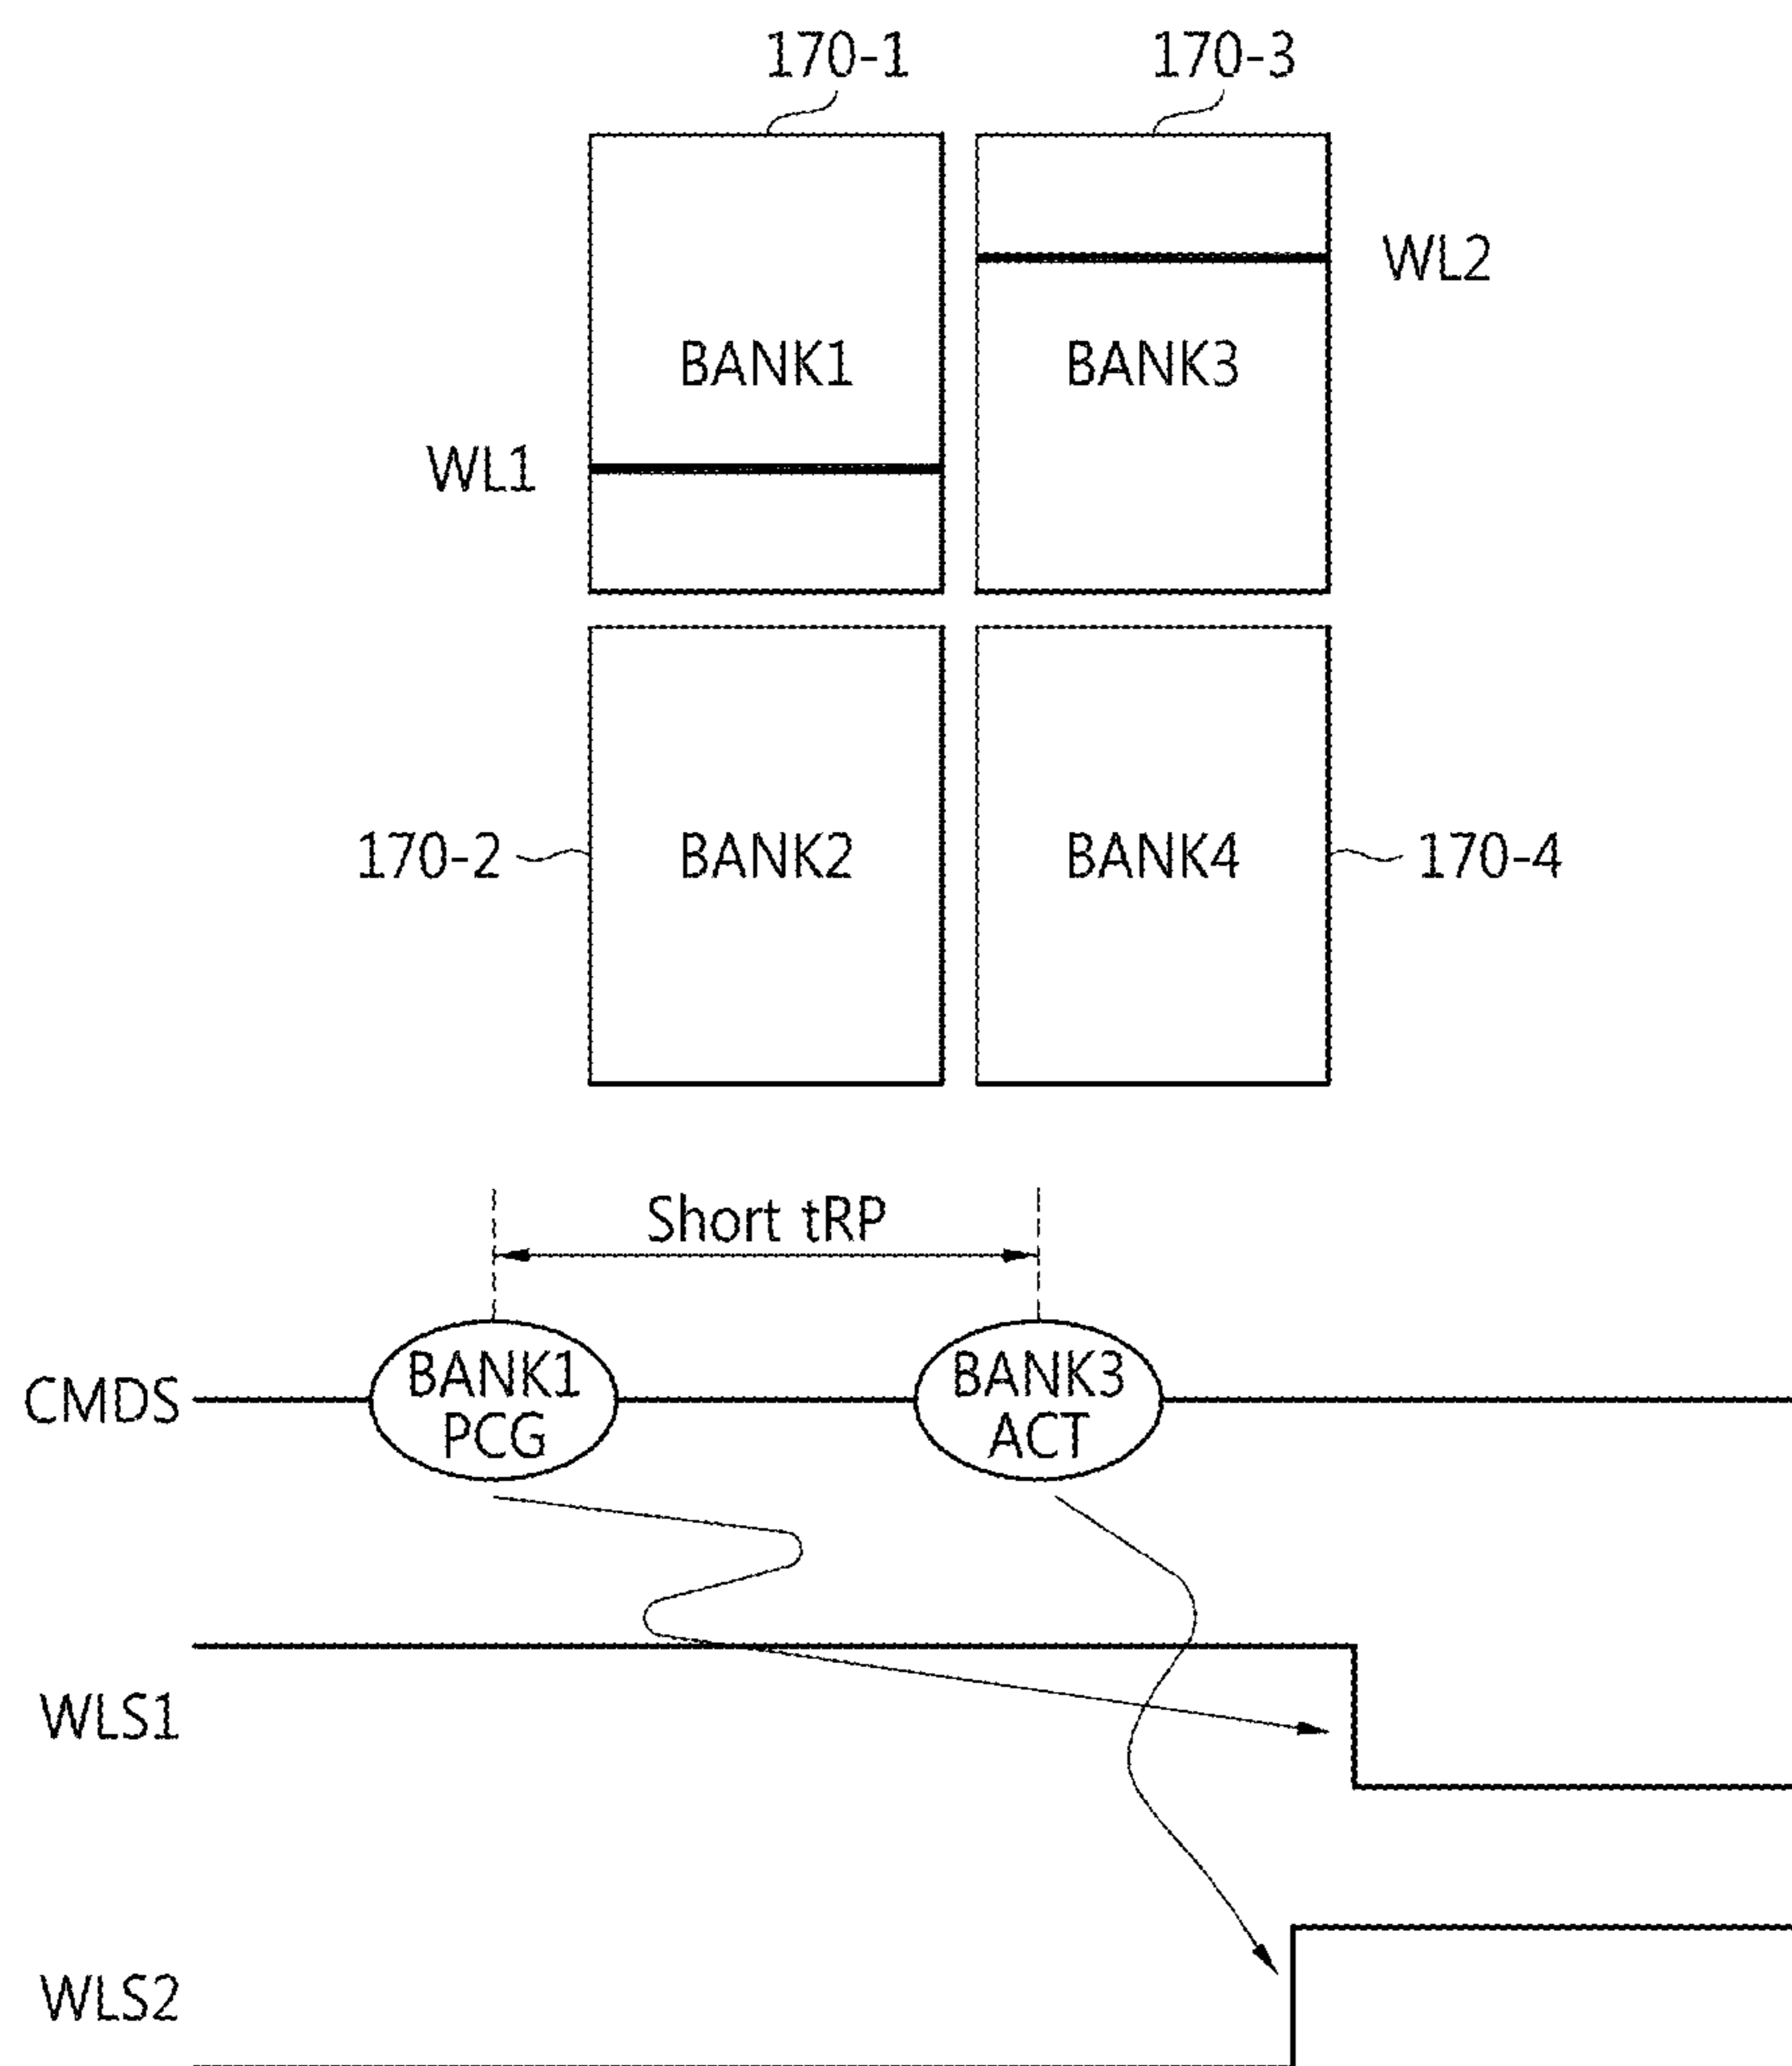 170-1
170-3
WL2
BANK1
BANK3
WL1
170-2
BANK2
BANK4
170-4
Short tRP
CMDS
BANK1
PCG
BANK3
ACT
WLS1
WLS2